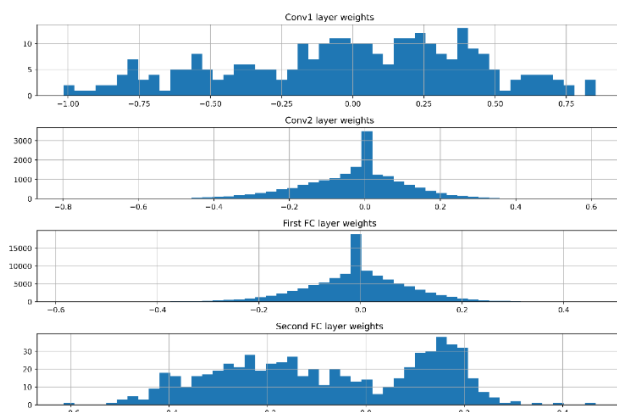 Conv1 layer weights
10
5
0
−1.00 −0.75 −0.50 −0.25 0.00 0.25 0.50 0.75
Conv2 layer weights
3000
2000
1000
0
−0.8 −0.6 −0.4 −0.2 0.0 0.2 0.4 0.6
First FC layer weights
15000
10000
5000
0
−0.6 −0.4 −0.2 0.0 0.2 0.4
Second FC layer weights
30
20
10
0